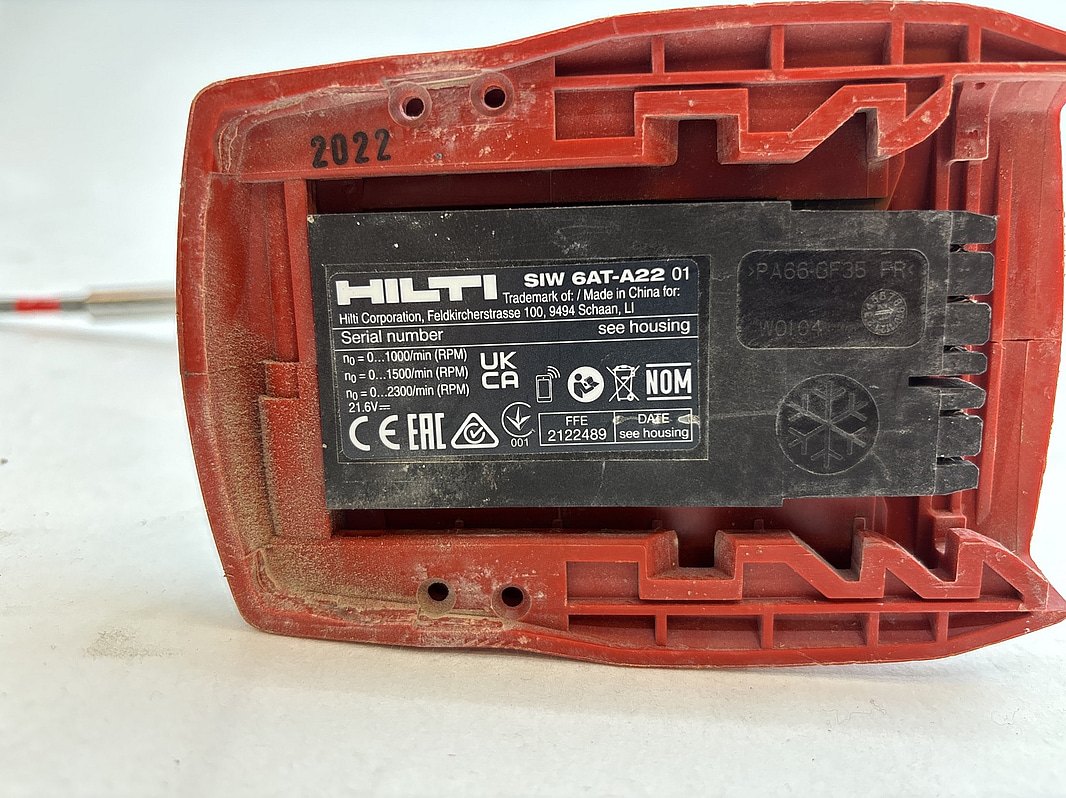 2022
HILTI SIW 6AT-A22 01
Trademark of: / Made in China for:
Hilti Corporation, Feldkircherstrasse 100, 9494 Schaan, LI
Serial number see housing
n₀ = 0...1000/min (RPM)
n₀ = 0...1500/min (RPM)
n₀ = 0...2300/min (RPM)
21.6V⎓
UK
CA
NOM
CE EAC
001
FFE
2122489
DATE
see housing
>PA66-GF35 FR<
W0104